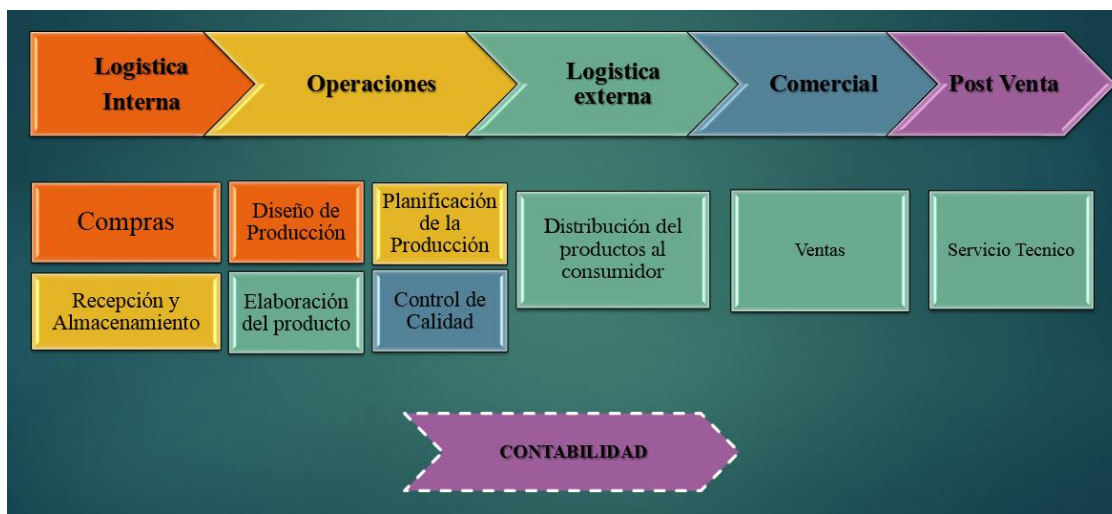 Logistica
Interna
Operaciones
Logistica
externa
Comercial
Post Venta
Compras
Diseño de
Producción
Planificación
de la
Producción
Distribución del
productos al
consumidor
Ventas
Servicio Tecnico
Recepción y
Almacenamiento
Elaboración
del producto
Control de
Calidad
CONTABILIDAD